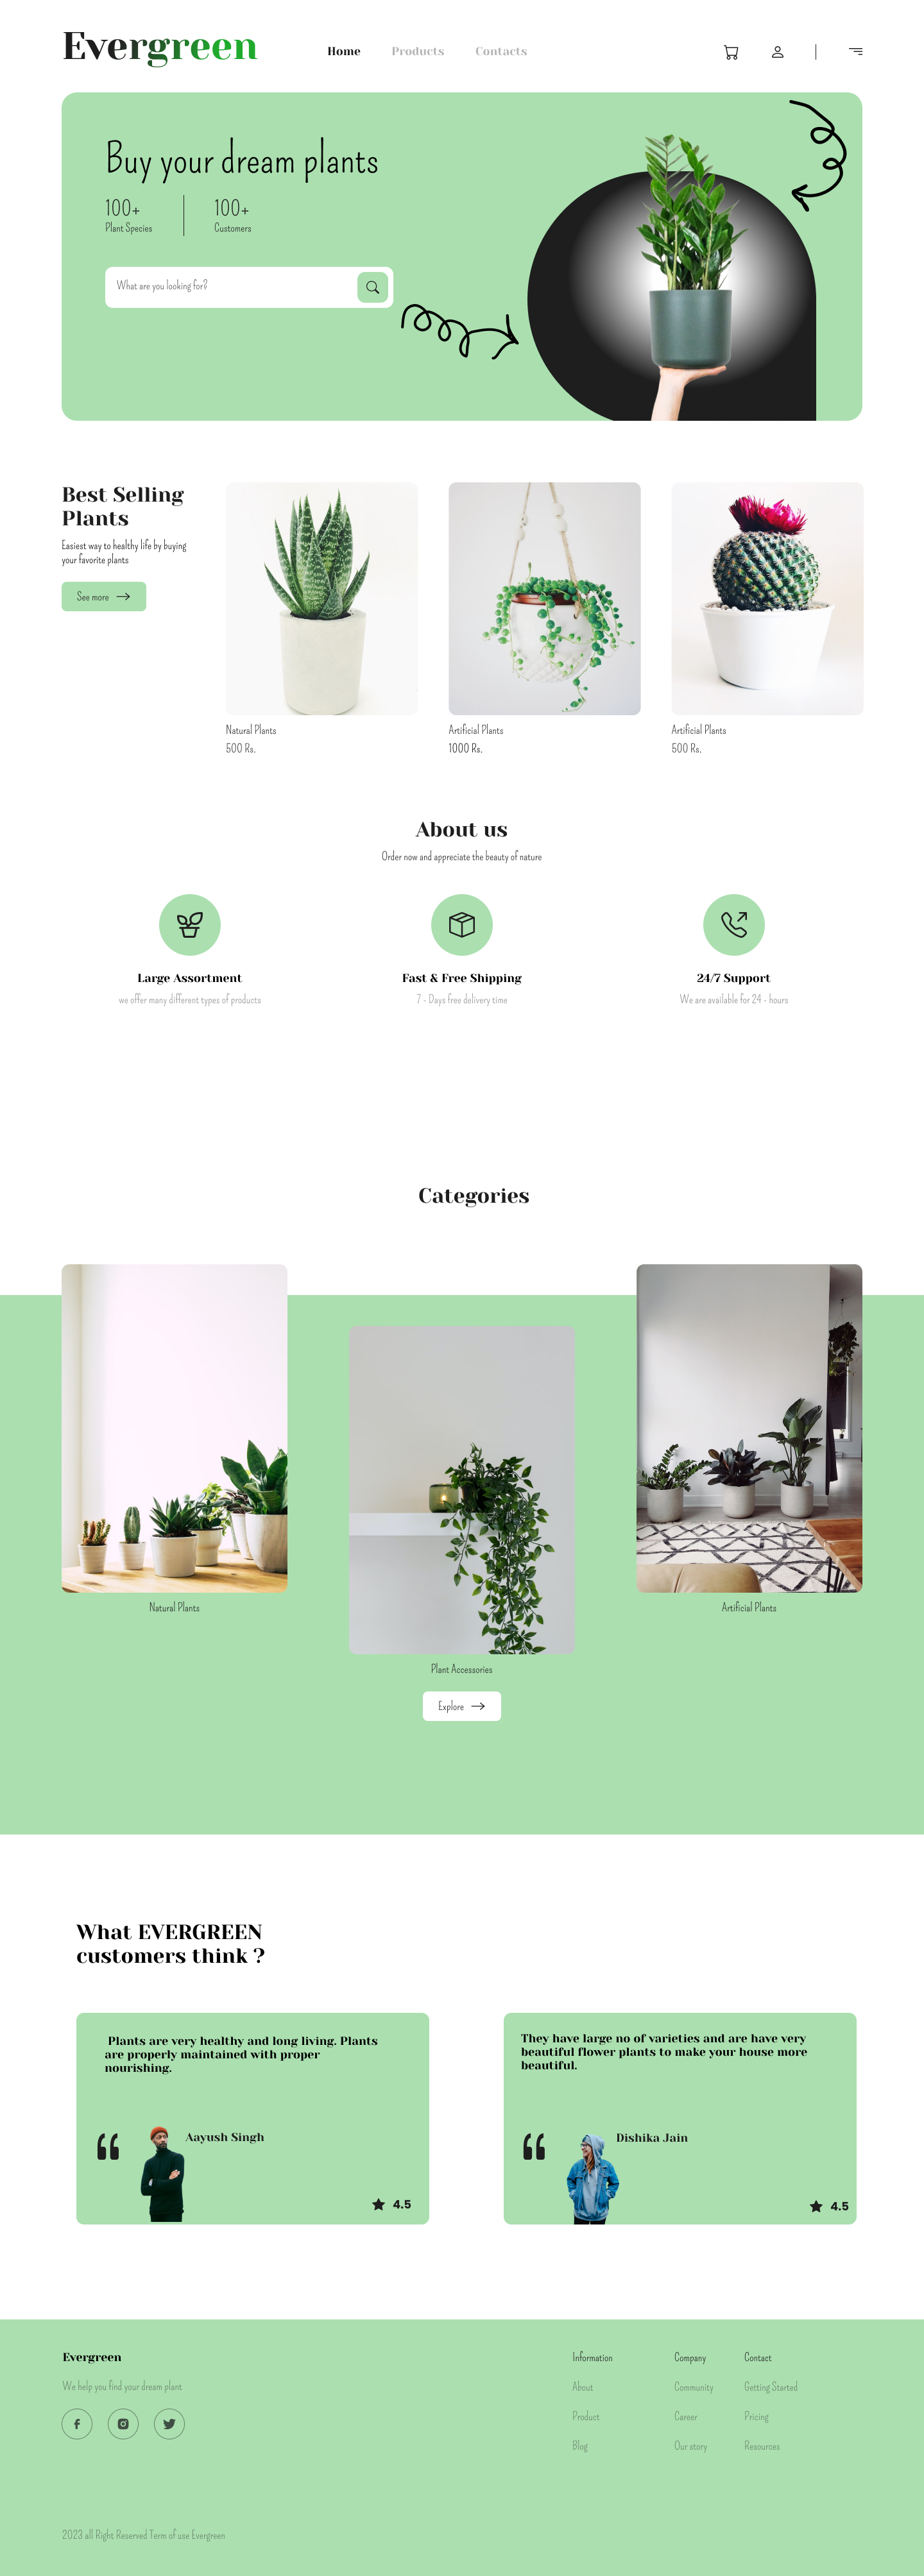 Evergreen
Home Products Contacts
Buy your dream plants
100+ 100+
Plant Species Customers
What are you looking for?
Best Selling
Plants
Easiest way to healthy life by buying
your favorite plants
See more
Natural Plants
500 Rs.
Artificial Plants
1000 Rs.
Artificial Plants
500 Rs.
About us
Order now and appreciate the beauty of nature
Large Assortment
we offer many different types of products
Fast & Free Shipping
7 - Days free delivery time
24/7 Support
We are available for 24 - hours
Categories
Natural Plants
Artificial Plants
Plant Accessories
Explore
What EVERGREEN
customers think ?
Plants are very healthy and long living. Plants
are properly maintained with proper
nourishing.
“
Aayush Singh
4.5
They have large no of varieties and are have very
beautiful flower plants to make your house more
beautiful.
“
Dishika Jain
4.5
Evergreen
We help you find your dream plant
Information
About
Product
Blog
Company
Community
Career
Our story
Contact
Getting Started
Pricing
Resources
2023 all Right Reserved Term of use Evergreen